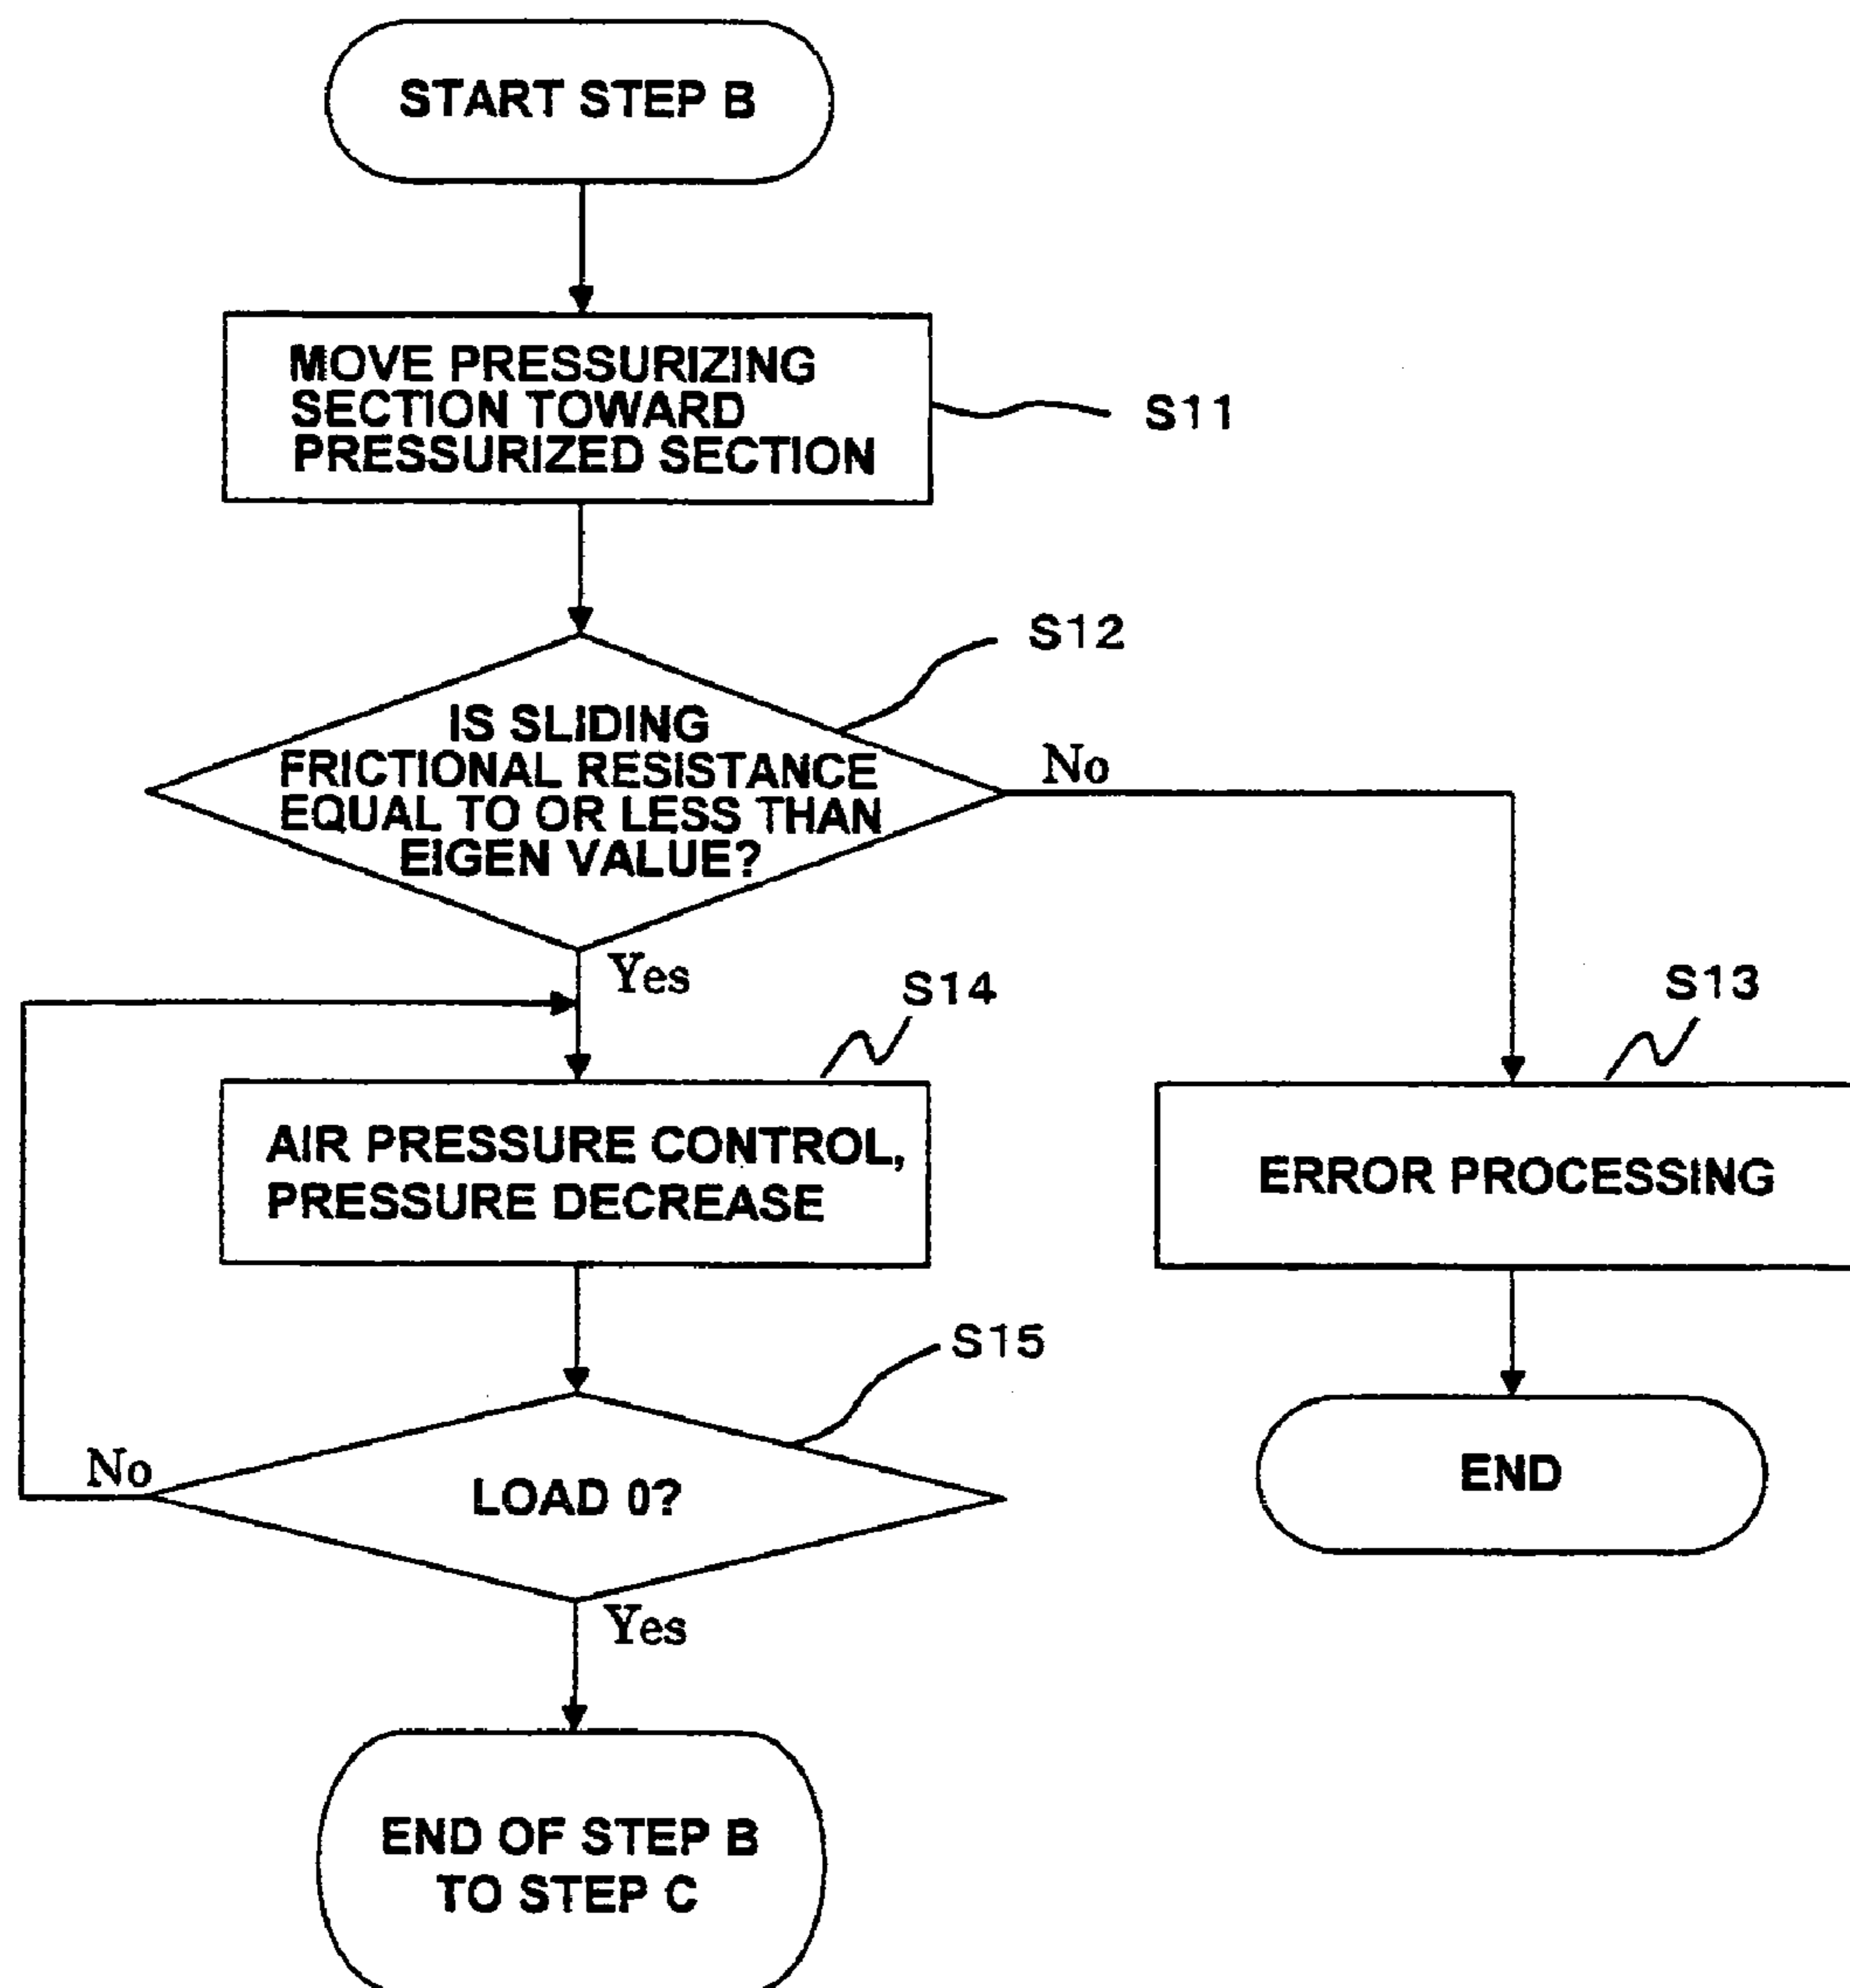 START STEP B
MOVE PRESSURIZING
SECTION TOWARD
PRESSURIZED SECTION
S11
S12
IS SLIDING
FRICTIONAL RESISTANCE
EQUAL TO OR LESS THAN
EIGEN VALUE?
No
Yes
S14
S13
AIR PRESSURE CONTROL,
PRESSURE DECREASE
ERROR PROCESSING
S15
No
LOAD 0?
END
Yes
END OF STEP B
TO STEP C